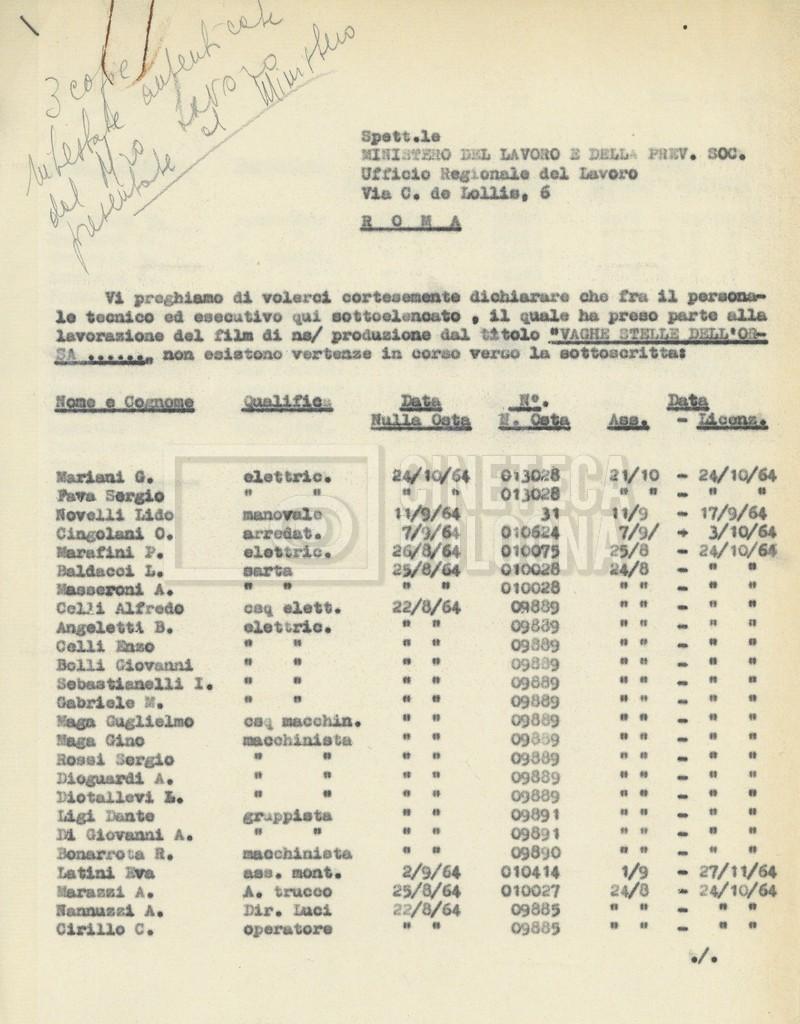 3 copie
intestate autenticate
dal M/ro Lavoro
presentate al Ministero
Spett.le
MINISTERO DEL LAVORO E DELLA PREV. SOC.
Ufficio Regionale del Lavoro
Via C. de Lollis, 6
R O M A
Vi preghiamo di volerci cortesemente dichiarare che fra il persona-
le tecnico ed esecutivo qui sottoelencato , il quale ha preso parte alla
lavorazione del film di ns/ produzione dal titolo "VAGHE STELLE DELL'OR-
SA ......, non esistono vertenze in corso verso la sottoscritta:
Nome e Cognome Qualifica Data N°. Data
Nulla Osta N. Osta Ass. - Licenz.
Mariani G. elettric. 24/10/64 013028 21/10 - 24/10/64
Fava Sergio " " " " 013028 " " - " "
Novelli Lido manovale 11/9/64 31 11/9 - 17/9/64
Cingolani O. arredat. 7/9/64 010624 7/9/ - 3/10/64
Marafini P. elettric. 26/8/64 010075 25/8 - 24/10/64
Baldacci L. sarta 25/8/64 010028 24/8 - " "
Masseroni A. " " 010028 " " - " "
Celli Alfredo csq elett. 22/8/64 09889 " " - " "
Angeletti B. elettric. " " 09889 " " - " "
Celli Enzo " " " " 09889 " " - " "
Bolli Giovanni " " " " 09889 " " - " "
Sebastianelli I. " " " " 09889 " " - " "
Gabriele M. " " " " 09889 " " - " "
Maga Guglielmo csq macchin. " " 09889 " " - " "
Maga Gino macchinista " " 09889 " " - " "
Rossi Sergio " " " " 09889 " " - " "
Dioguardi A. " " " " 09889 " " - " "
Diotallevi L. " " " " 09889 " " - " "
Ligi Dante gruppista " " 09891 " " - " "
Di Giovanni A. " " " " 09891 " " - " "
Bonarrota R. macchinista " " 09890 " " - " "
Latini Eva ass. mont. 2/9/64 010414 1/9 - 27/11/64
Marazzi A. A. trucco 25/8/64 010027 24/8 - 24/10/64
Nannuzzi A. Dir. Luci 22/8/64 09885 " " - " "
Cirillo C. operatore " " 09885 " " - " "
./.
CINETECA
BOLOGNA